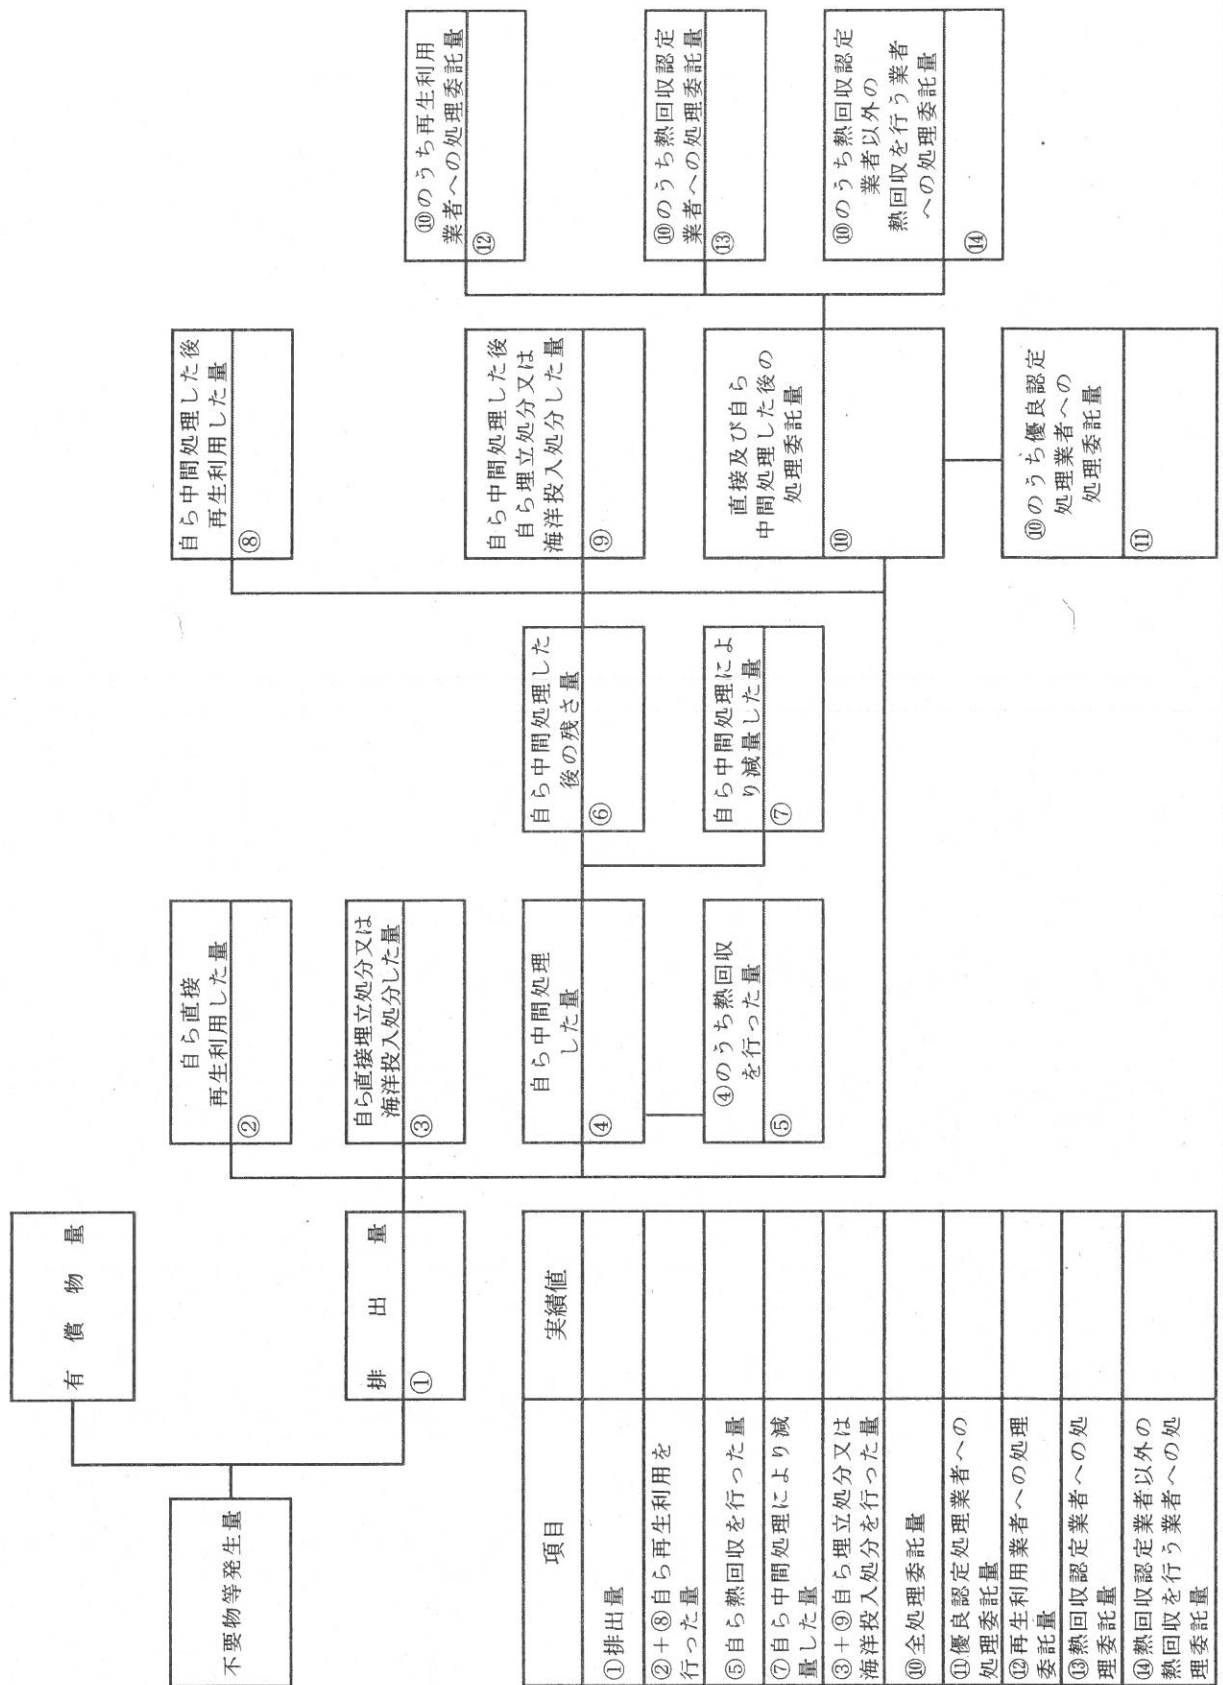 有償物量
不要物等発生量
排出量
①
自ら直接
再生利用した量
②
自ら直接埋立処分又は
海洋投入処分した量
③
自ら中間処理
した量
④
④のうち熱回収
を行った量
⑤
自ら中間処理した
後の残さ量
⑥
自ら中間処理によ
り減量した量
⑦
自ら中間処理した後
再生利用した量
⑧
自ら中間処理した後
自ら埋立処分又は
海洋投入処分した量
⑨
直接及び自ら
中間処理した後の
処理委託量
⑩
⑩のうち優良認定
処理業者への
処理委託量
⑪
⑩のうち再生利用
業者への処理委託量
⑫
⑩のうち熱回収認定
業者への処理委託量
⑬
⑩のうち熱回収認定
業者以外の
熱回収を行う業者
への処理委託量
⑭
項目
実績値
①排出量
②+⑧自ら再生利用を
行った量
⑤自ら熱回収を行った量
⑦自ら中間処理により減
量した量
③+⑨自ら埋立処分又は
海洋投入処分を行った量
⑩全処理委託量
⑪優良認定処理業者への
処理委託量
⑫再生利用業者への処理
委託量
⑬熱回収認定業者への処
理委託量
⑭熱回収認定業者以外の
熱回収を行う業者への処
理委託量